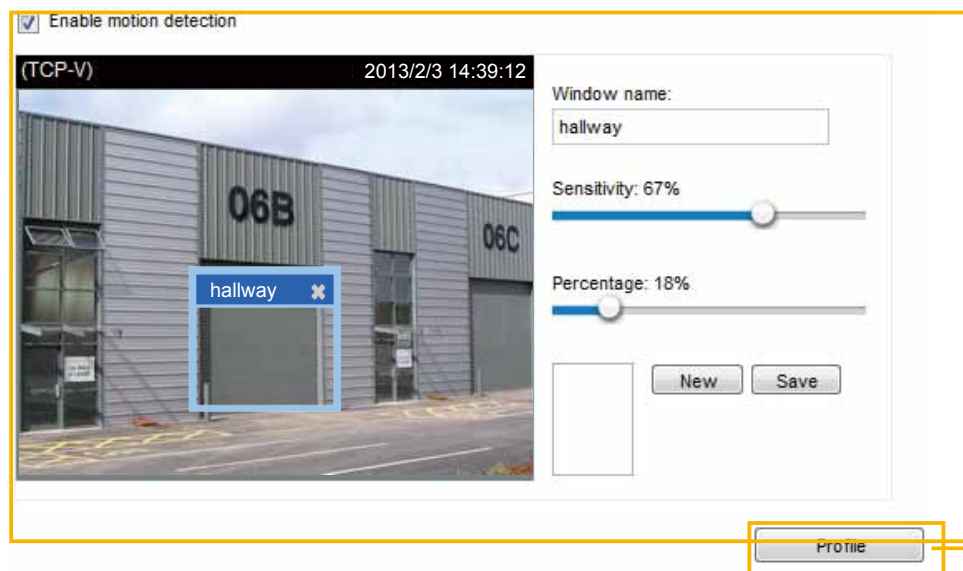 Enable motion detection
(TCP-V) 2013/2/3 14:39:12
Window name:
hallway
Sensitivity: 67%
06B
06C
hallway
Percentage: 18%
New Save
Profile